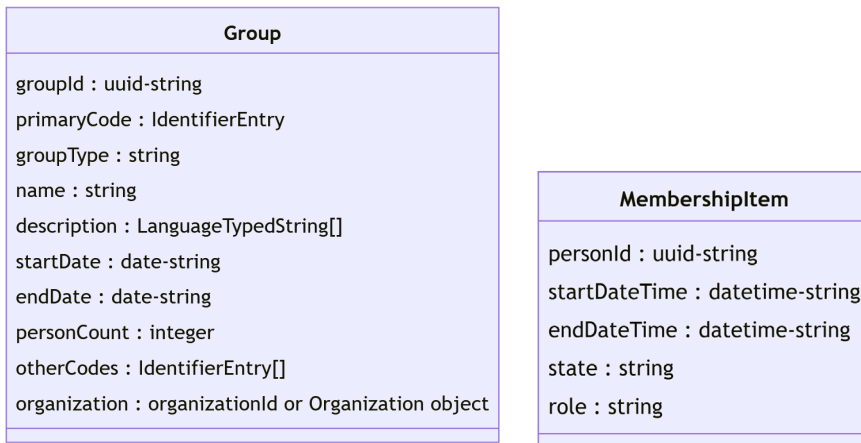 Group
groupId : uuid-string
primaryCode : IdentifierEntry
groupType : string
name : string
description : LanguageTypedString[]
startDate : date-string
endDate : date-string
personCount : integer
otherCodes : IdentifierEntry[]
organization : organizationId or Organization object
MembershipItem
personId : uuid-string
startDateTime : datetime-string
endDateTime : datetime-string
state : string
role : string